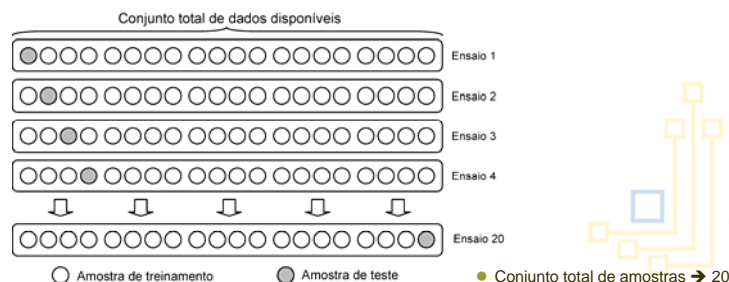 Conjunto total de dados disponíveis
Ensaio 1
Ensaio 2
Ensaio 3
Ensaio 4
Ensaio 20
Amostra de treinamento
Amostra de teste
Conjunto total de amostras ➔ 20